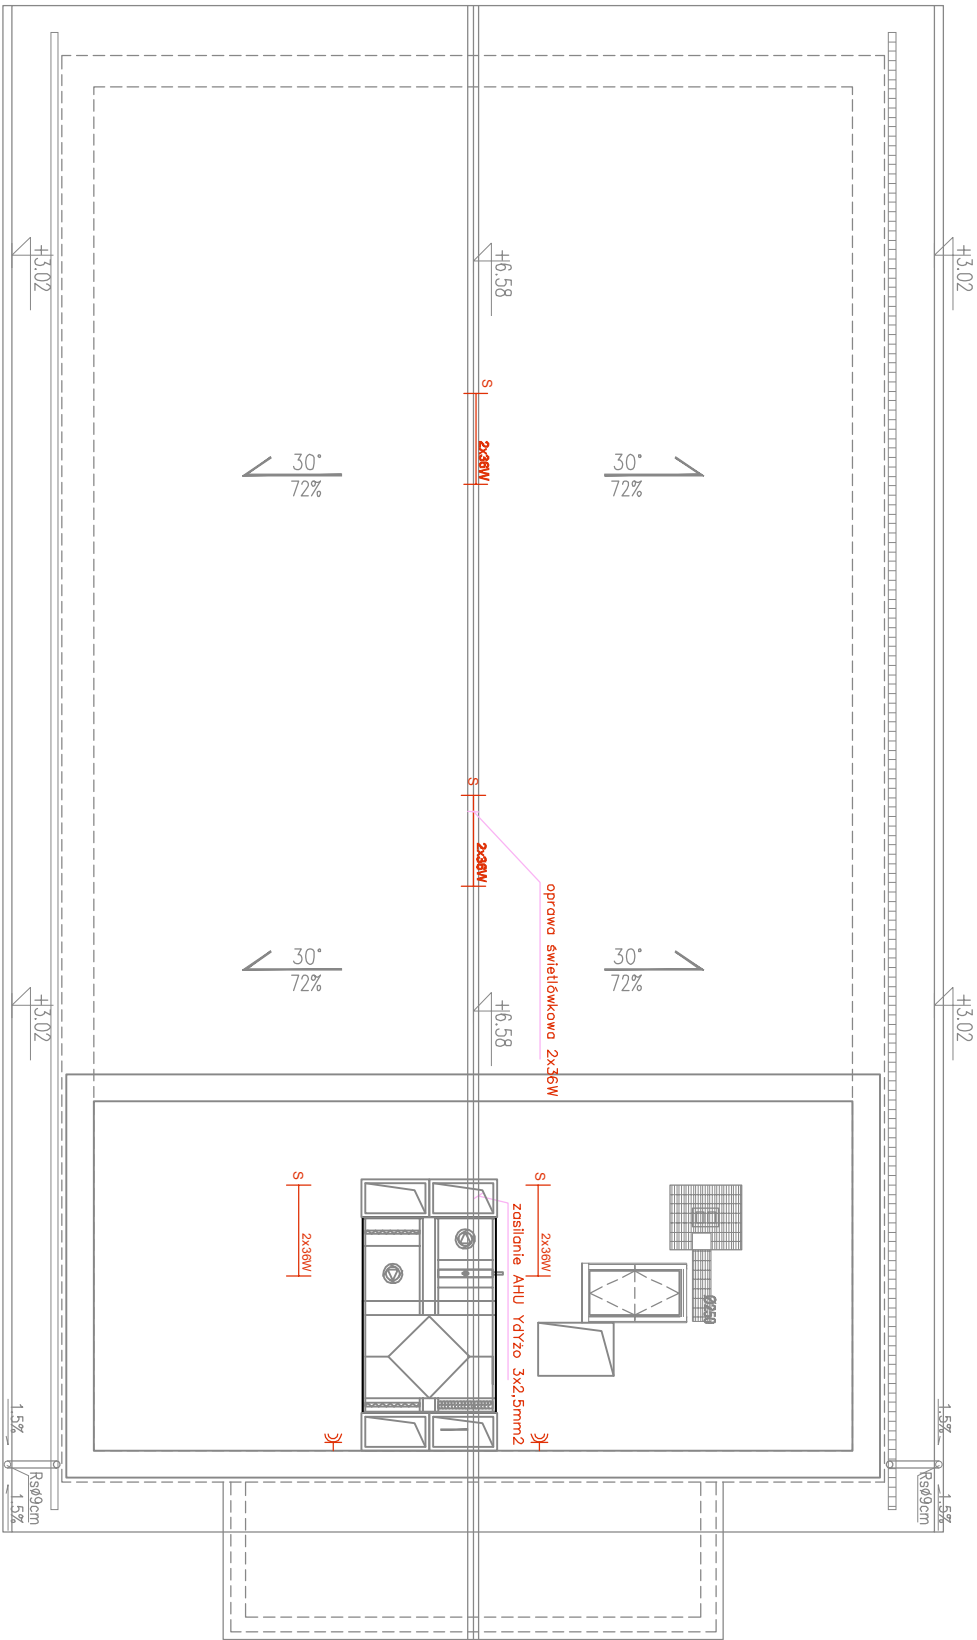 +3.02
+6.58
+3.02
S
2x36W
30°
72%
30°
72%
S
2x36W
oprawa świetlówkowa 2x36W
30°
72%
30°
72%
+3.02
+6.58
+3.02
S
2x36W
S
2x36W
zasilanie AHU YdYżo 3x2,5mm2
Ø250
1.5%
Rsø9cm
1.5%
1.5%
Rsø9cm
1.5%